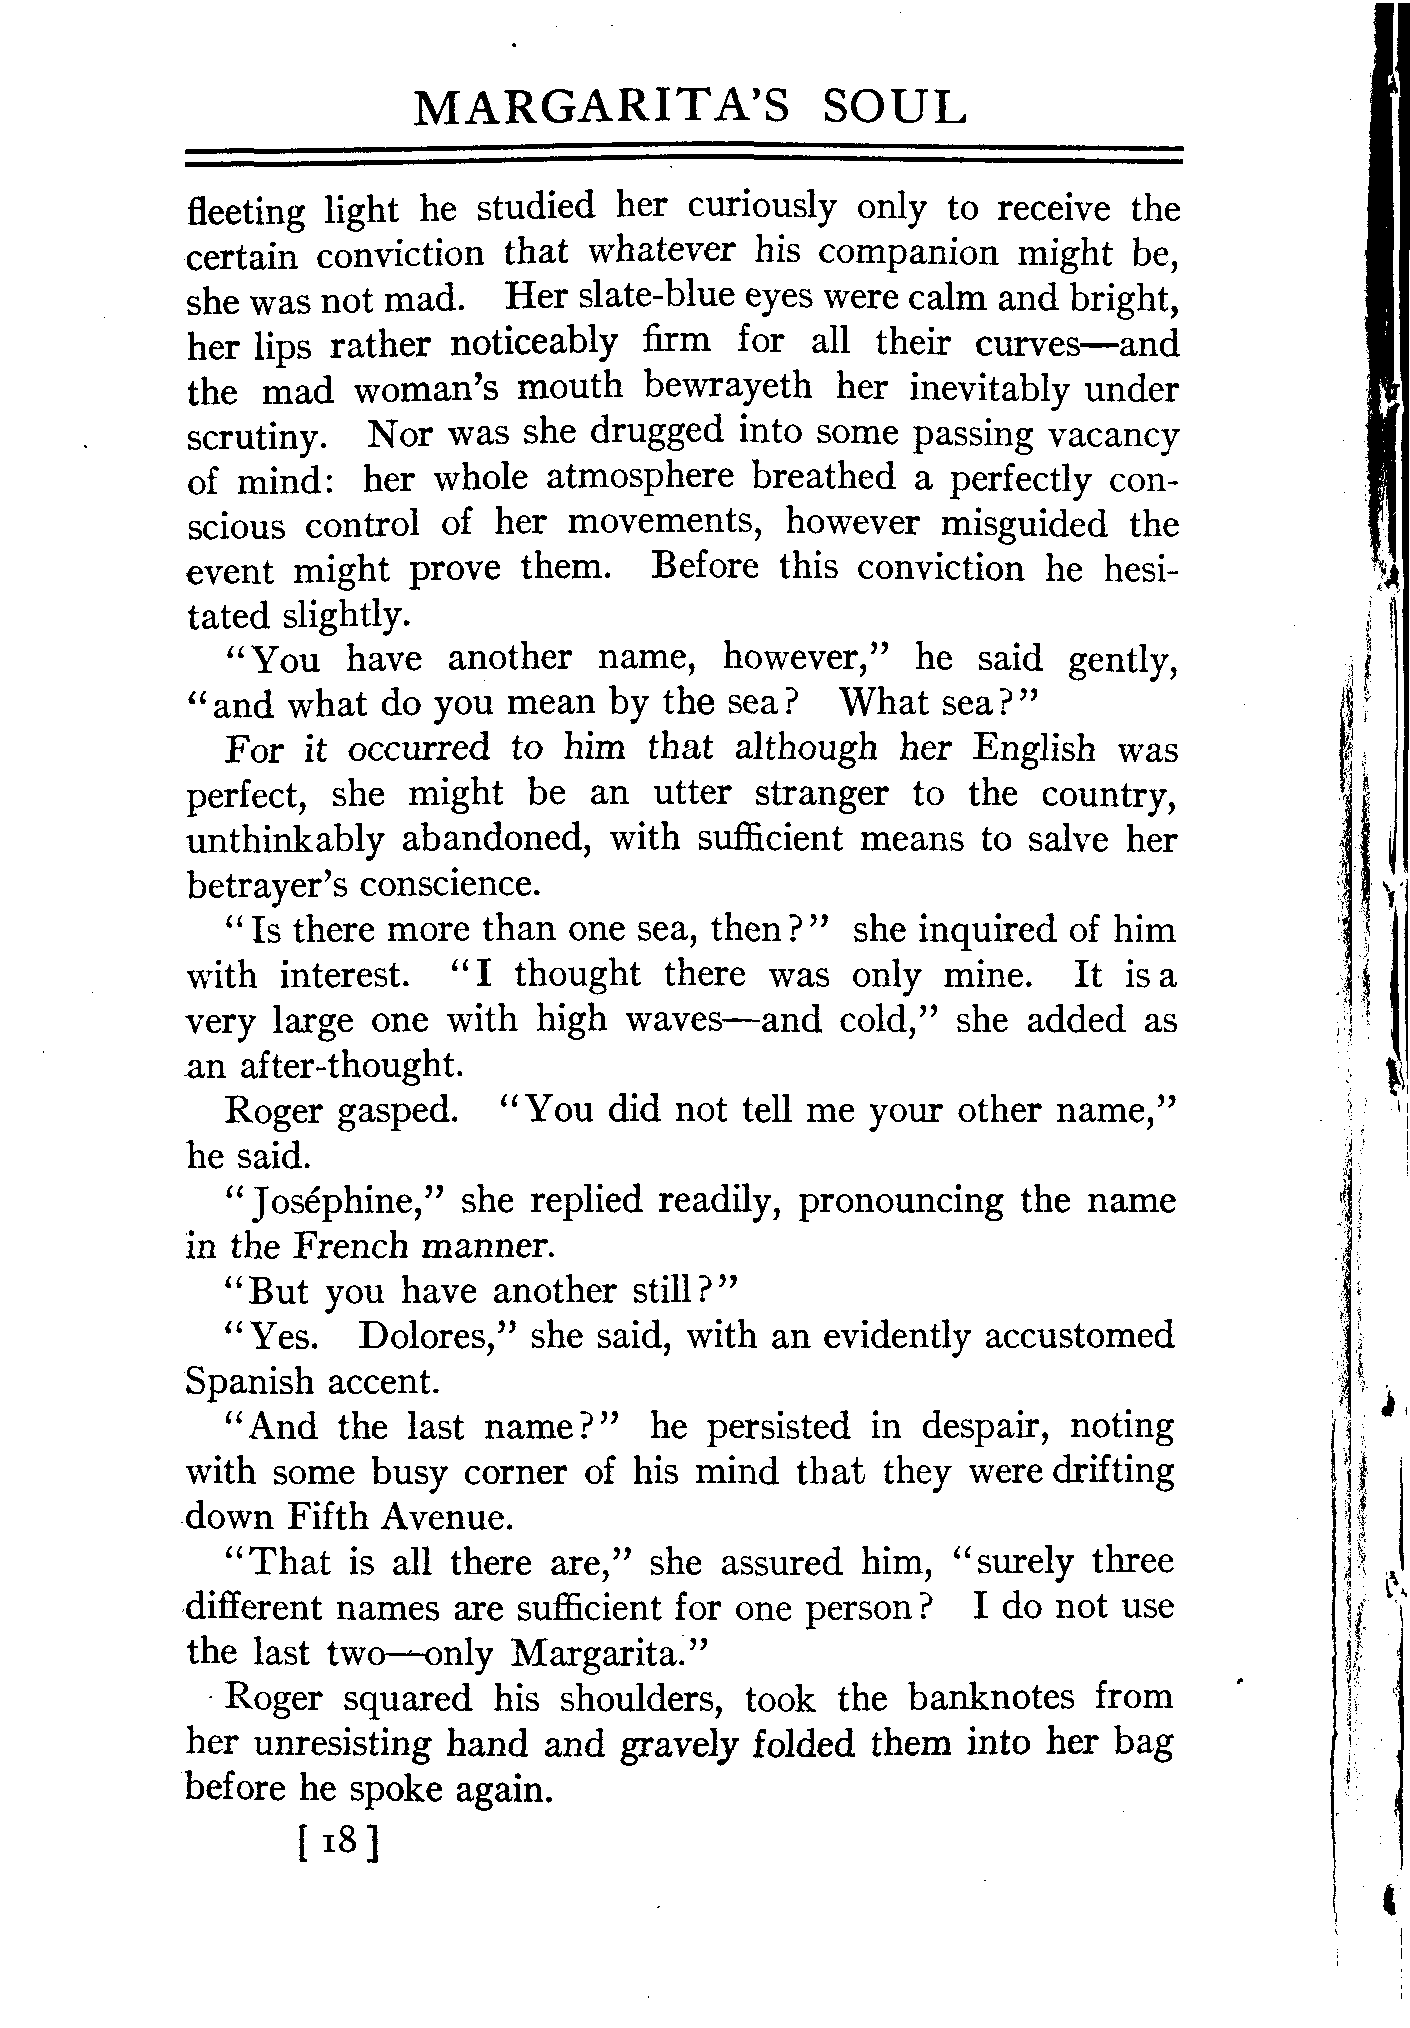 MARGARITA'S SOUL
fleeting light he studied her curiously only to receive the
certain conviction that whatever his companion might be,
she was not mad. Her slate-blue eyes were calm and bright,
her lips rather noticeably firm for all their curves—and
the mad woman's mouth bewrayeth her inevitably under
scrutiny. Nor was she drugged into some passing vacancy
of mind: her whole atmosphere breathed a perfectly con-
scious control of her movements, however misguided the
event might prove them. Before this conviction he hesi-
tated slightly.
"You have another name, however," he said gently,
"and what do you mean by the sea? What sea?"
For it occurred to him that although her English was
perfect, she might be an utter stranger to the country,
unthinkably abandoned, with sufficient means to salve her
betrayer's conscience.
"Is there more than one sea, then?" she inquired of him
with interest. "I thought there was only mine. It is a
very large one with high waves—and cold," she added as
an after-thought.
Roger gasped. "You did not tell me your other name,"
he said.
"Joséphine," she replied readily, pronouncing the name
in the French manner.
"But you have another still?"
"Yes. Dolores," she said, with an evidently accustomed
Spanish accent.
"And the last name?" he persisted in despair, noting
with some busy corner of his mind that they were drifting
down Fifth Avenue.
"That is all there are," she assured him, "surely three
different names are sufficient for one person? I do not use
the last two—only Margarita."
Roger squared his shoulders, took the banknotes from
her unresisting hand and gravely folded them into her bag
before he spoke again.
[ 18 ]